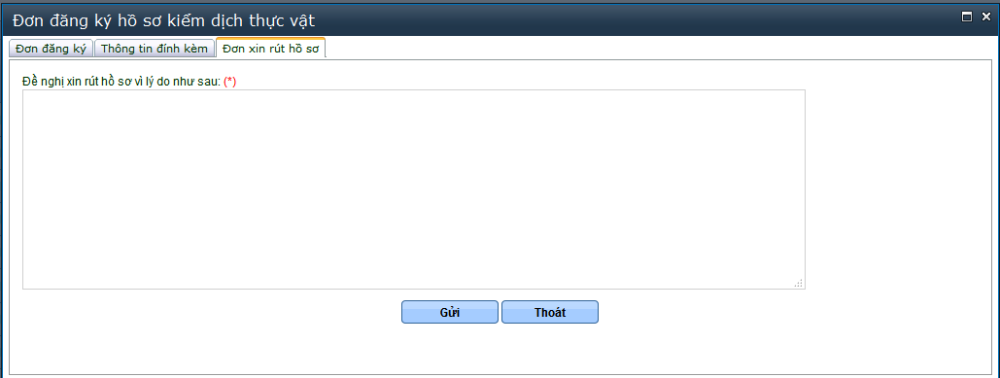 Đơn đăng ký hồ sơ kiểm dịch thực vật
Đơn đăng ký Thông tin đính kèm Đơn xin rút hồ sơ
Đề nghị xin rút hồ sơ vì lý do như sau: (*)
Gửi Thoát